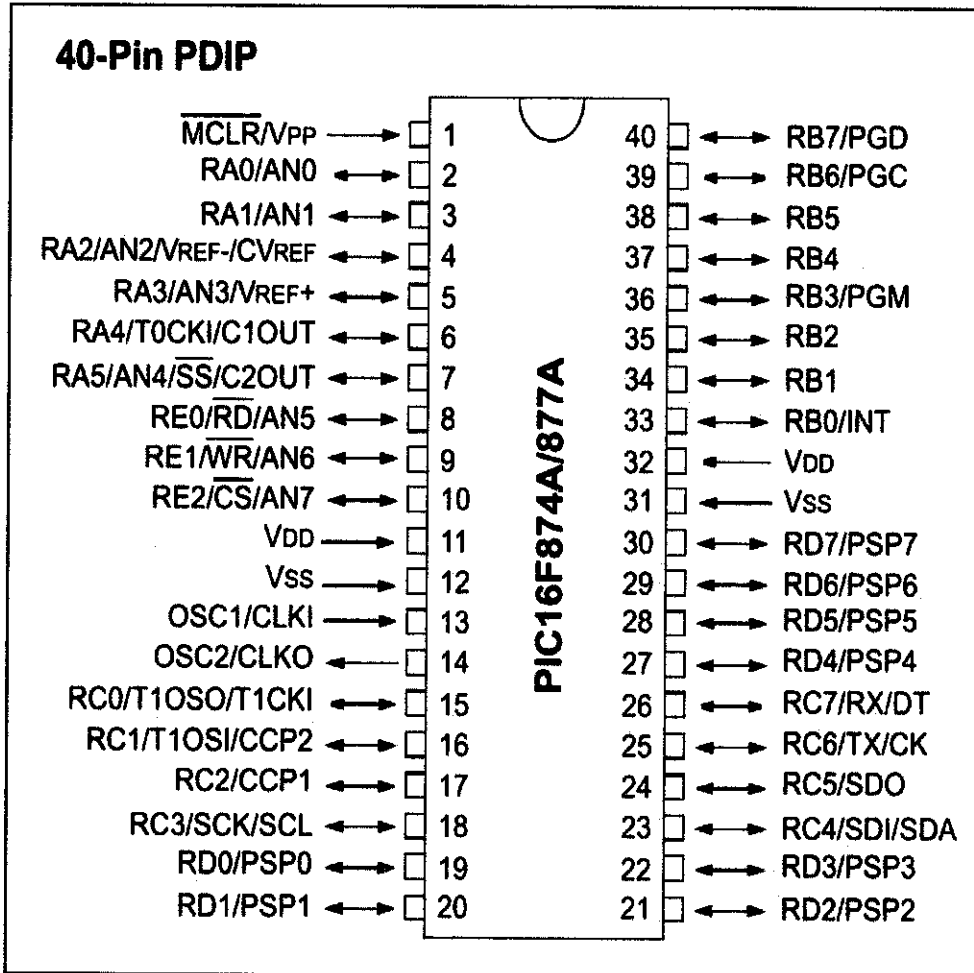 40-Pin PDIP
MCLR/VPP 1
RA0/AN0 2
RA1/AN1 3
RA2/AN2/VREF-/CVREF 4
RA3/AN3/VREF+ 5
RA4/T0CKI/C1OUT 6
RA5/AN4/SS/C2OUT 7
RE0/RD/AN5 8
RE1/WR/AN6 9
RE2/CS/AN7 10
VDD 11
VSS 12
OSC1/CLKI 13
OSC2/CLKO 14
RC0/T1OSO/T1CKI 15
RC1/T1OSI/CCP2 16
RC2/CCP1 17
RC3/SCK/SCL 18
RD0/PSP0 19
RD1/PSP1 20
PIC16F874A/877A
40 RB7/PGD
39 RB6/PGC
38 RB5
37 RB4
36 RB3/PGM
35 RB2
34 RB1
33 RB0/INT
32 VDD
31 VSS
30 RD7/PSP7
29 RD6/PSP6
28 RD5/PSP5
27 RD4/PSP4
26 RC7/RX/DT
25 RC6/TX/CK
24 RC5/SDO
23 RC4/SDI/SDA
22 RD3/PSP3
21 RD2/PSP2